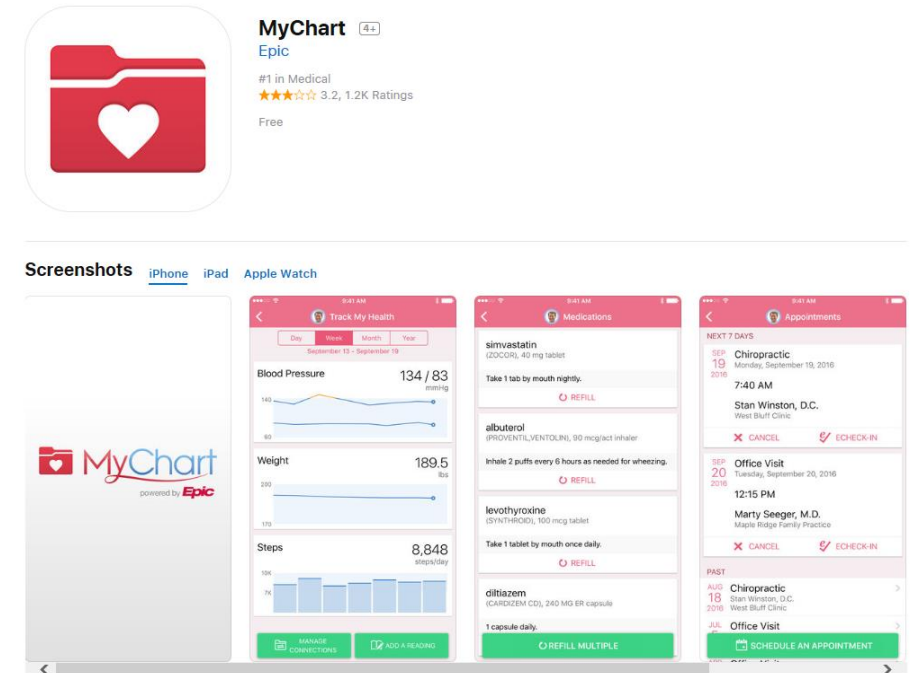 MyChart 4+
Epic
#1 in Medical
★★★☆☆ 3.2, 1.2K Ratings
Free
Screenshots iPhone iPad Apple Watch
MyChart
powered by Epic
9:41 AM
Track My Health
Day Week Month Year
September 13 - September 19
Blood Pressure 134 / 83
mmHg
140
60
Weight 189.5
lbs
200
170
Steps 8,848
steps/day
10K
7K
MANAGE CONNECTIONS ADD A READING
9:41 AM
Medications
simvastatin
(ZOCOR), 40 mg tablet
Take 1 tab by mouth nightly.
REFILL
albuterol
(PROVENTIL,VENTOLIN), 90 mcg/act inhaler
Inhale 2 puffs every 6 hours as needed for wheezing.
REFILL
levothyroxine
(SYNTHROID), 100 mcg tablet
Take 1 tablet by mouth once daily.
REFILL
diltiazem
(CARDIZEM CD), 240 MG ER capsule
1 capsule daily.
REFILL MULTIPLE
9:41 AM
Appointments
NEXT 7 DAYS
SEP 19 2016
Chiropractic
Monday, September 19, 2016
7:40 AM
Stan Winston, D.C.
West Bluff Clinic
CANCEL ECHECK-IN
SEP 20 2016
Office Visit
Tuesday, September 20, 2016
12:15 PM
Marty Seeger, M.D.
Maple Ridge Family Practice
CANCEL ECHECK-IN
PAST
AUG 18 2016
Chiropractic
Stan Winston, D.C.
West Bluff Clinic
JUL
Office Visit
SCHEDULE AN APPOINTMENT